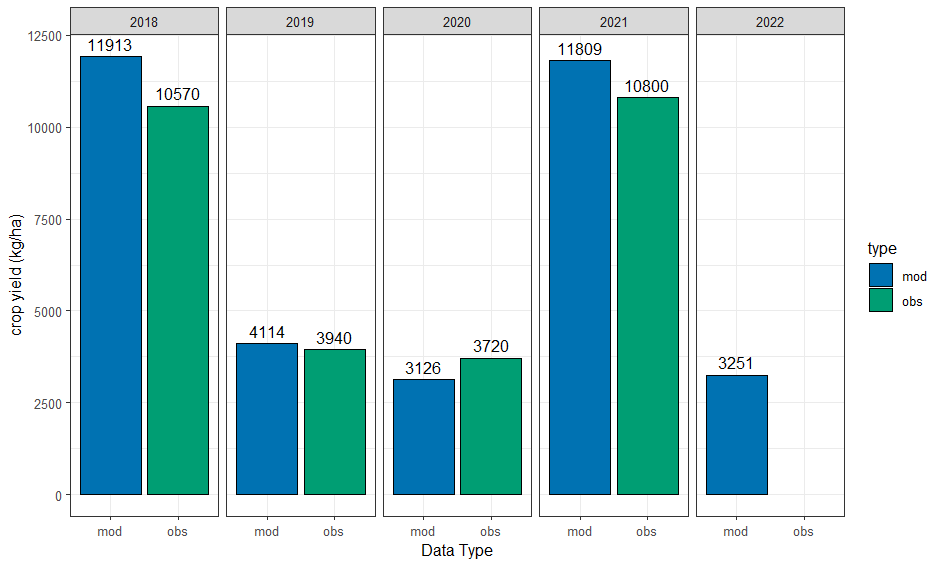 2018 2019 2020 2021 2022
12500
10000
7500
5000
2500
0
crop yield (kg/ha)
11913 10570
4114 3940
3126 3720
11809 10800
3251
mod obs mod obs mod obs mod obs mod obs
Data Type
type
mod
obs